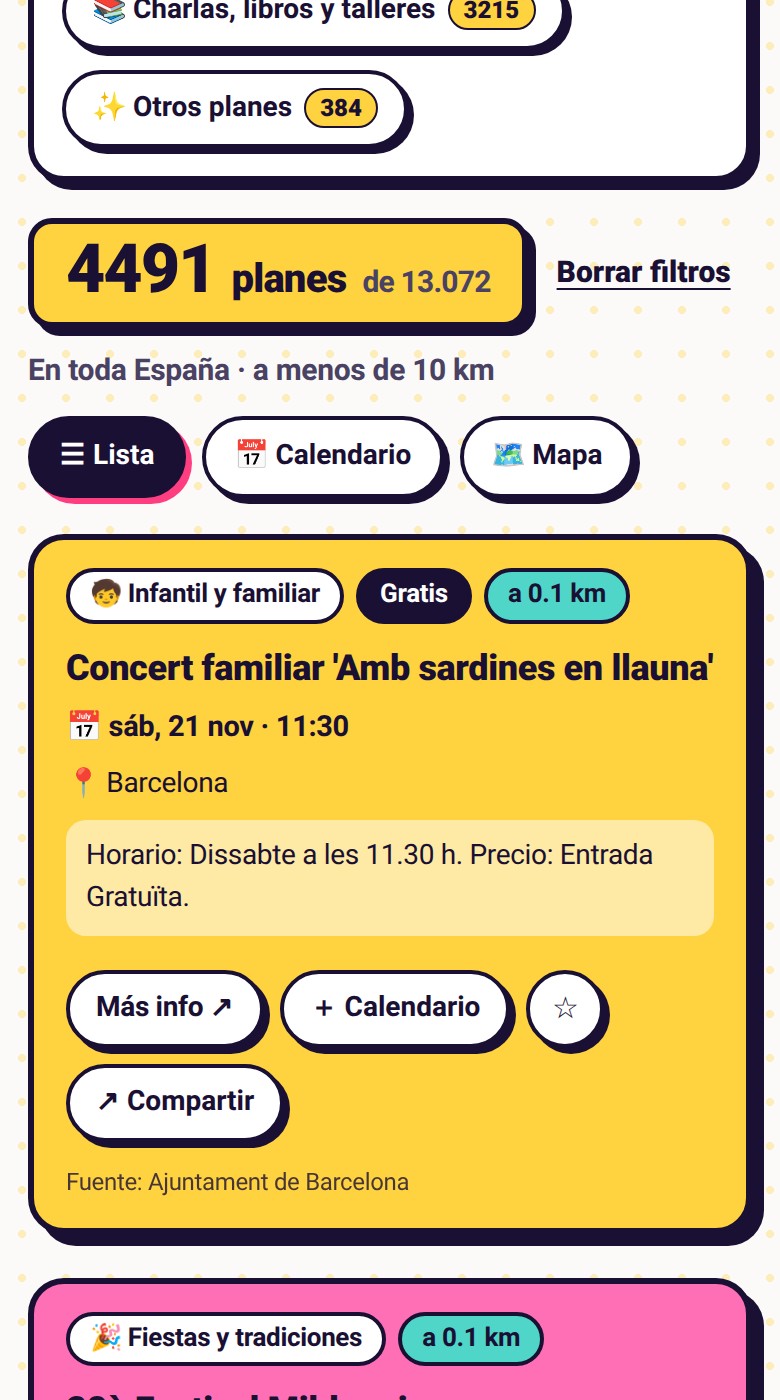 📚 Charlas, libros y talleres 3215
✨ Otros planes 384
4491 planes de 13.072 Borrar filtros
En toda España · a menos de 10 km
☰ Lista 📅 Calendario 🗺️ Mapa
🧒 Infantil y familiar Gratis a 0.1 km
Concert familiar 'Amb sardines en llauna'
📅 sáb, 21 nov · 11:30
📍 Barcelona
Horario: Dissabte a les 11.30 h. Precio: Entrada
Gratuïta.
Más info ↗ + Calendario ☆
↗ Compartir
Fuente: Ajuntament de Barcelona
🎉 Fiestas y tradiciones a 0.1 km